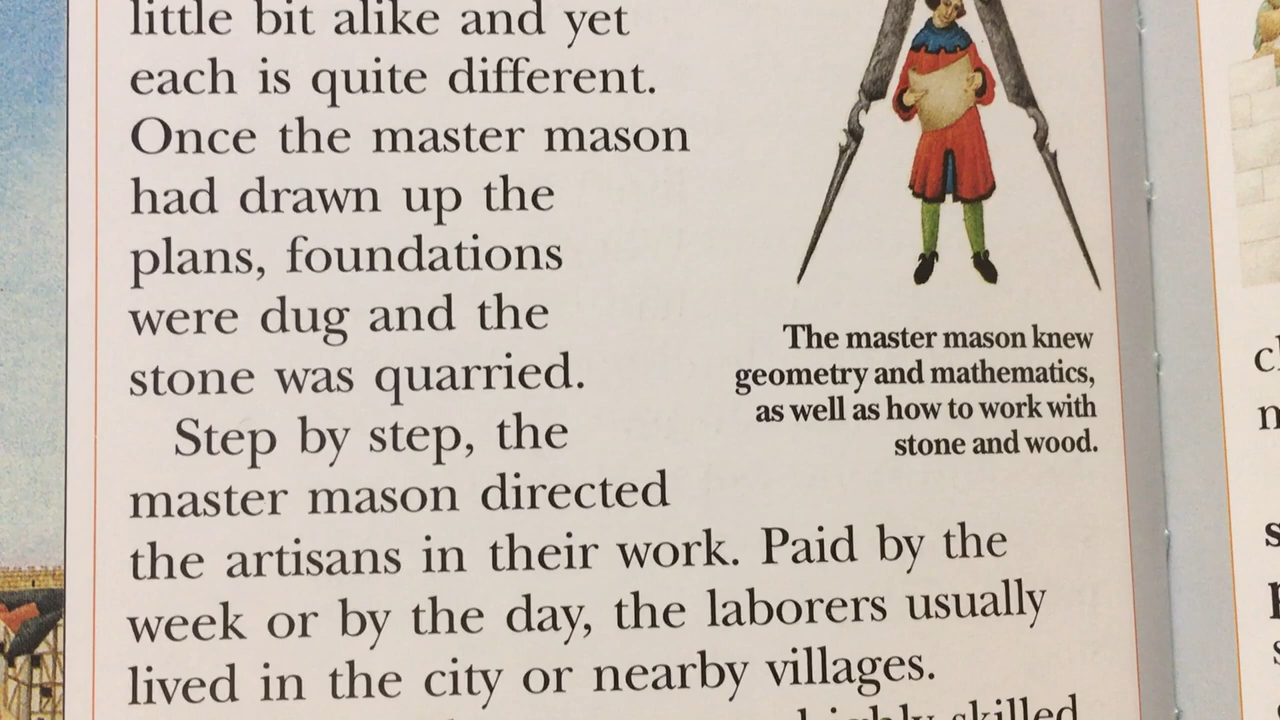 little bit alike and yet
each is quite different.
Once the master mason
had drawn up the
plans, foundations
were dug and the
stone was quarried.
Step by step, the
master mason directed
the artisans in their work. Paid by the
week or by the day, the laborers usually
lived in the city or nearby villages.
highly skilled
The master mason knew
geometry and mathematics,
as well as how to work with
stone and wood.